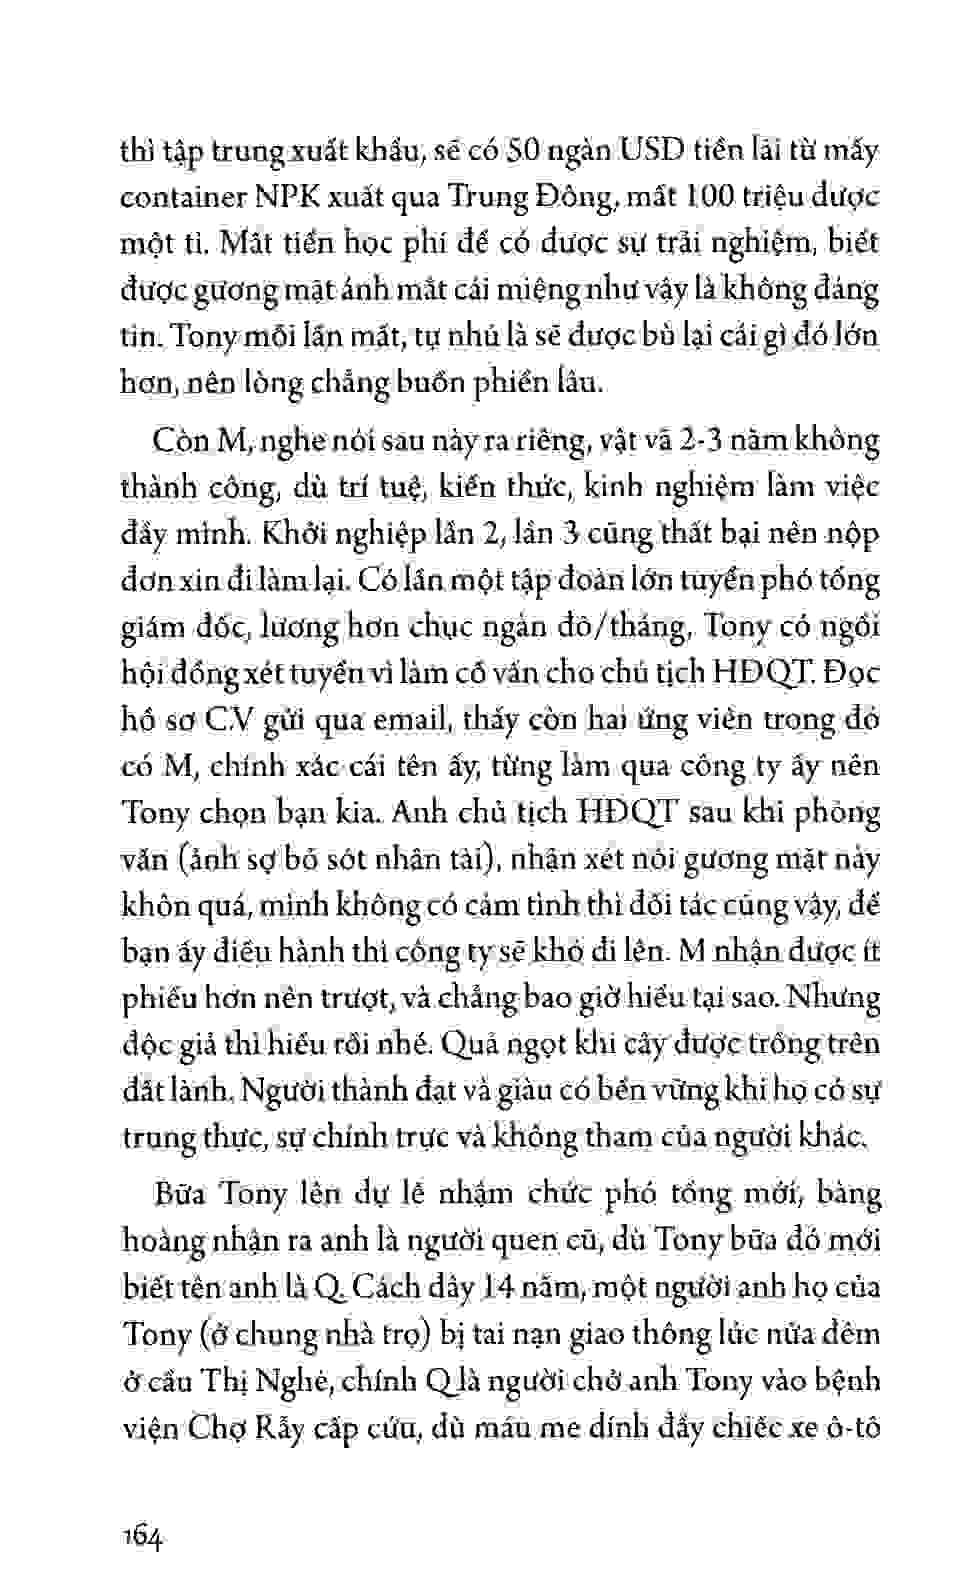 thì tập trung xuất khẩu, sẽ có 50 ngàn USD tiền lãi từ mấy
container NPK xuất qua Trung Đông, mất 100 triệu được
một tỉ. Mất tiền học phí để có được sự trải nghiệm, biết
được gương mặt ánh mắt cái miệng như vậy là không đáng
tin. Tony mỗi lần mất, tự nhủ là sẽ được bù lại cái gì đó lớn
hơn, nên lòng chẳng buồn phiền lâu.
Còn M, nghe nói sau này ra riêng, vật vã 2-3 năm không
thành công, dù trí tuệ, kiến thức, kinh nghiệm làm việc
đầy mình. Khởi nghiệp lần 2, lần 3 cũng thất bại nên nộp
đơn xin đi làm lại. Có lần một tập đoàn lớn tuyển phó tổng
giám đốc, lương hơn chục ngàn đô/tháng, Tony có ngồi
hội đồng xét tuyển vì làm cố vấn cho chủ tịch HĐQT. Đọc
hồ sơ CV gửi qua email, thấy còn hai ứng viên trong đó
có M, chính xác cái tên ấy, từng làm qua công ty ấy nên
Tony chọn bạn kia. Anh chủ tịch HĐQT sau khi phỏng
vấn (ảnh sợ bỏ sót nhân tài), nhận xét nói gương mặt này
khôn quá, mình không có cảm tình thì đối tác cũng vậy, để
bạn ấy điều hành thì công ty sẽ khó đi lên. M nhận được ít
phiếu hơn nên trượt, và chẳng bao giờ hiểu tại sao. Nhưng
độc giả thì hiểu rồi nhé. Quả ngọt khi cây được trồng trên
đất lành. Người thành đạt và giàu có bền vững khi họ có sự
trung thực, sự chính trực và không tham của người khác.
Bữa Tony lên dự lễ nhậm chức phó tổng mới, bàng
hoàng nhận ra anh là người quen cũ, dù Tony bữa đó mới
biết tên anh là Q. Cách đây 14 năm, một người anh họ của
Tony (ở chung nhà trọ) bị tai nạn giao thông lúc nửa đêm
ở cầu Thị Nghè, chính Q là người chở anh Tony vào bệnh
viện Chợ Rẫy cấp cứu, dù máu me dính đầy chiếc xe ô-tô
164